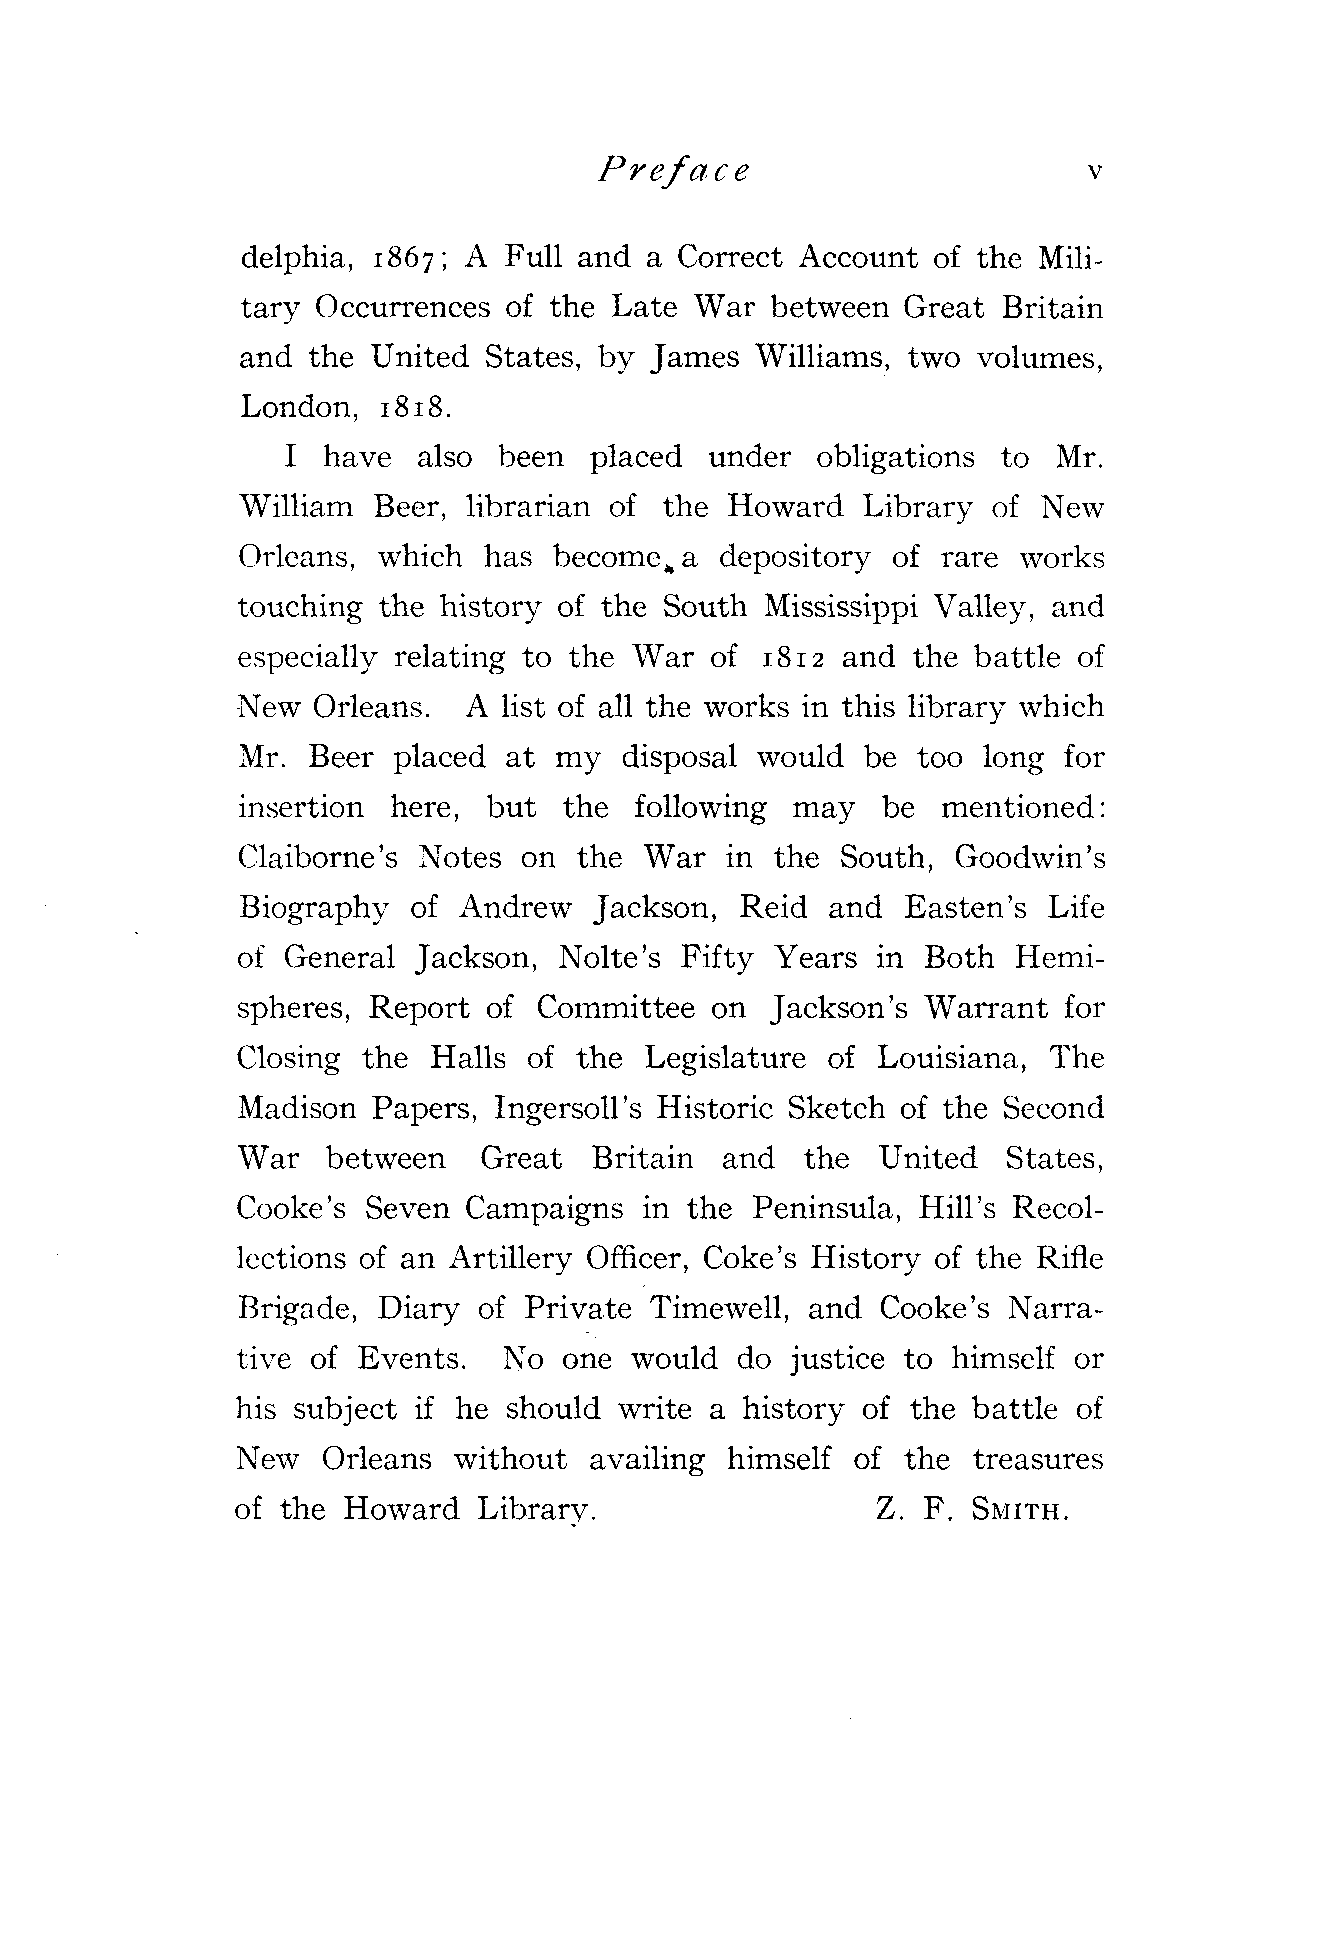 Preface v
delphia, 1867; A Full and a Correct Account of the Mili-
tary Occurrences of the Late War between Great Britain
and the United States, by James Williams, two volumes,
London, 1818.
I have also been placed under obligations to Mr.
William Beer, librarian of the Howard Library of New
Orleans, which has become a depository of rare works
touching the history of the South Mississippi Valley, and
especially relating to the War of 1812 and the battle of
New Orleans. A list of all the works in this library which
Mr. Beer placed at my disposal would be too long for
insertion here, but the following may be mentioned:
Claiborne's Notes on the War in the South, Goodwin's
Biography of Andrew Jackson, Reid and Easten's Life
of General Jackson, Nolte's Fifty Years in Both Hemi-
spheres, Report of Committee on Jackson's Warrant for
Closing the Halls of the Legislature of Louisiana, The
Madison Papers, Ingersoll's Historic Sketch of the Second
War between Great Britain and the United States,
Cooke's Seven Campaigns in the Peninsula, Hill's Recol-
lections of an Artillery Officer, Coke's History of the Rifle
Brigade, Diary of Private Timewell, and Cooke's Narra-
tive of Events. No one would do justice to himself or
his subject if he should write a history of the battle of
New Orleans without availing himself of the treasures
of the Howard Library. Z. F. SMITH.